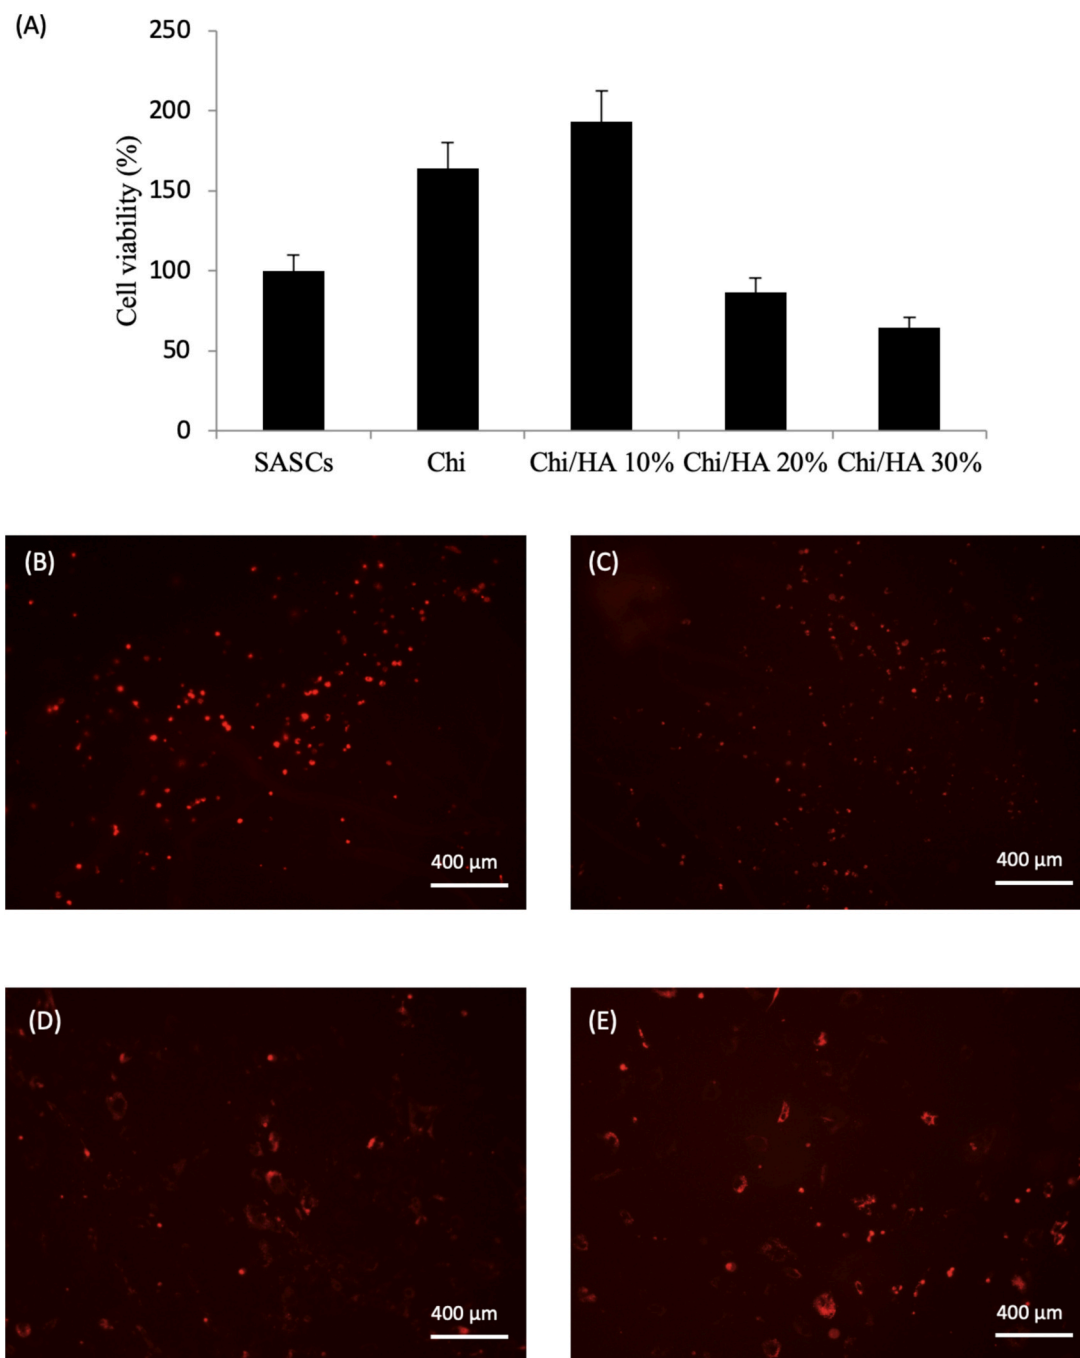 (A)
250
200
150
100
50
0
Cell viability (%)
SASCs Chi Chi/HA 10% Chi/HA 20% Chi/HA 30%
(B)
400 µm
(C)
400 µm
(D)
400 µm
(E)
400 µm